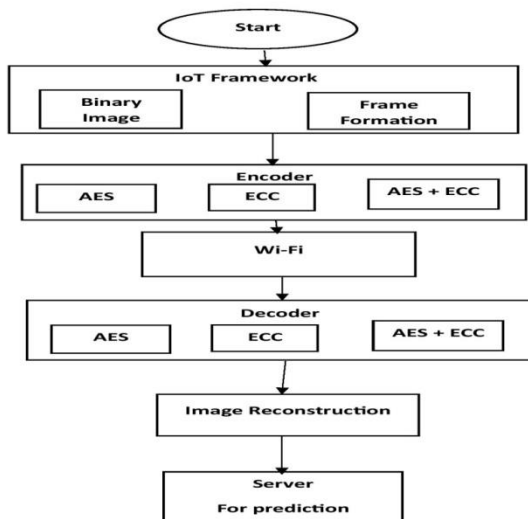 Start
IoT Framework
Binary
Image
Frame
Formation
Encoder
AES
ECC
AES + ECC
Wi-Fi
Decoder
AES
ECC
AES + ECC
Image Reconstruction
Server
For prediction